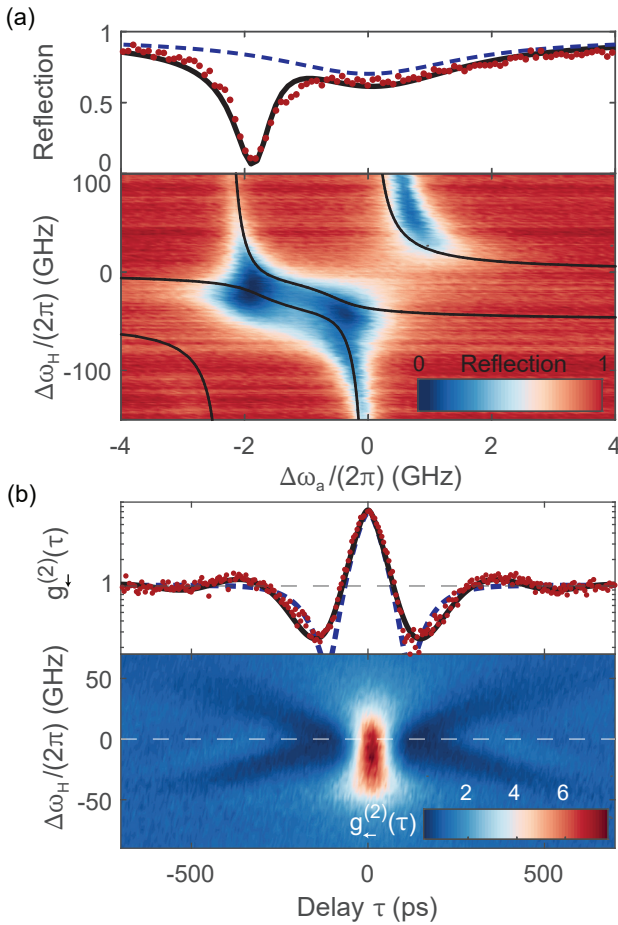 (a)
1
0.5
0
Reflection
100
0
-100
Δω_H/(2π) (GHz)
0 Reflection 1
-4 -2 0 2 4
Δω_a/(2π) (GHz)
(b)
1
g←^(2)(τ)
50
0
-50
Δω_H/(2π) (GHz)
2 4 6
g←^(2)(τ)
-500 0 500
Delay τ (ps)